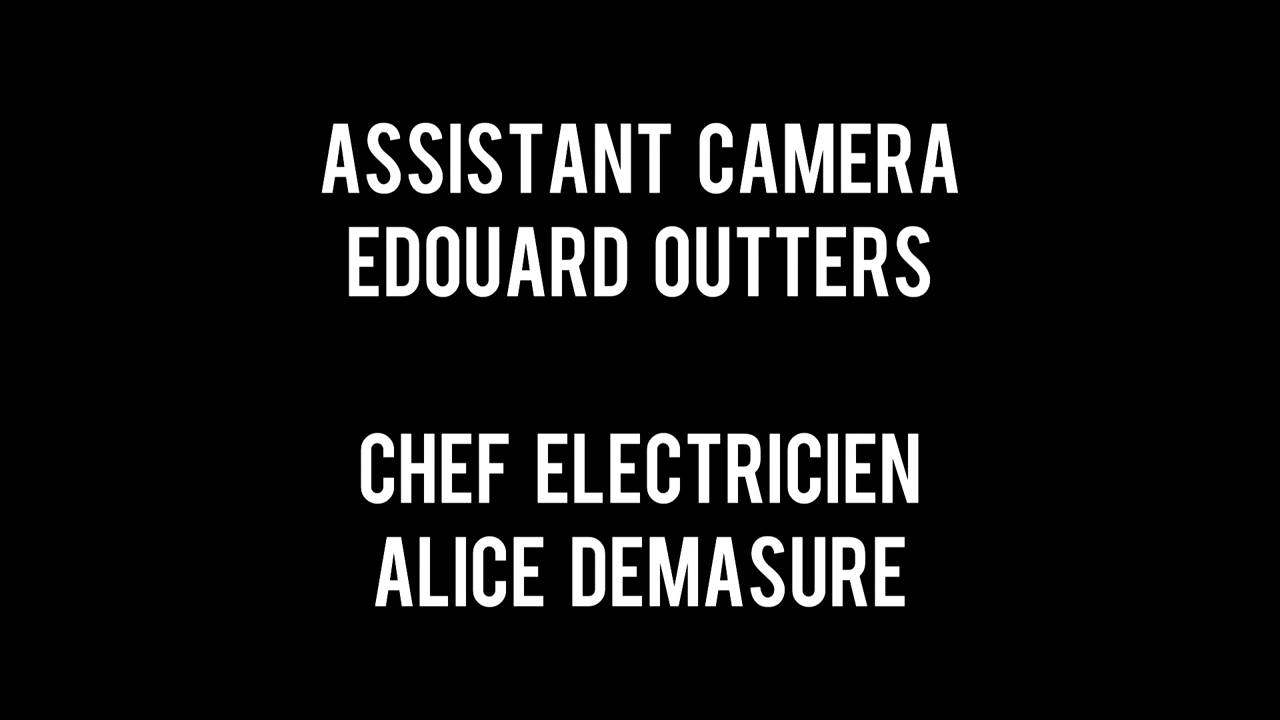 ASSISTANT CAMERA
EDOUARD OUTTERS
CHEF ELECTRICIEN
ALICE DEMASURE